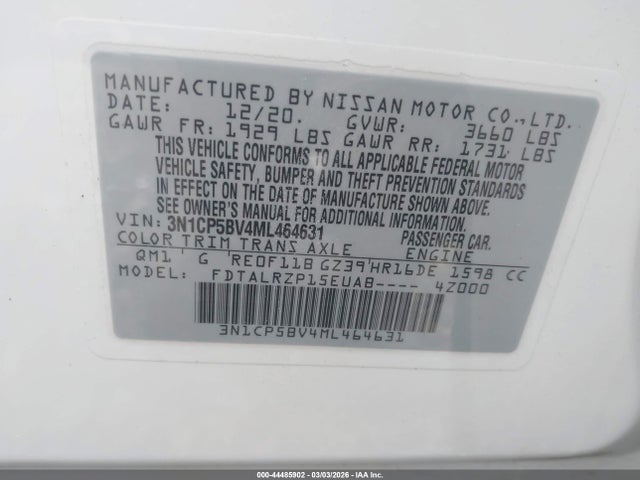 MANUFACTURED BY NISSAN MOTOR CO.,LTD.
DATE: 12/20. GVWR: 3660 LBS
GAWR FR: 1929 LBS GAWR RR: 1731 LBS
THIS VEHICLE CONFORMS TO ALL APPLICABLE FEDERAL MOTOR
VEHICLE SAFETY, BUMPER AND THEFT PREVENTION STANDARDS
IN EFFECT ON THE DATE OF MANUFACTURE SHOWN ABOVE.
SEE OWNER'S MANUAL FOR ADDITIONAL INFORMATION.
VIN: 3N1CP5BV4ML464631 PASSENGER CAR.
COLOR TRIM TRANS AXLE ENGINE
QM1 G RE0F11B GZ39 HR16DE 1598 CC
MODEL: FDTALRZP15EUAB---- 4Z000
3N1CP5BV4ML464631
000-44485902 - 03/03/2026 - IAA Inc.